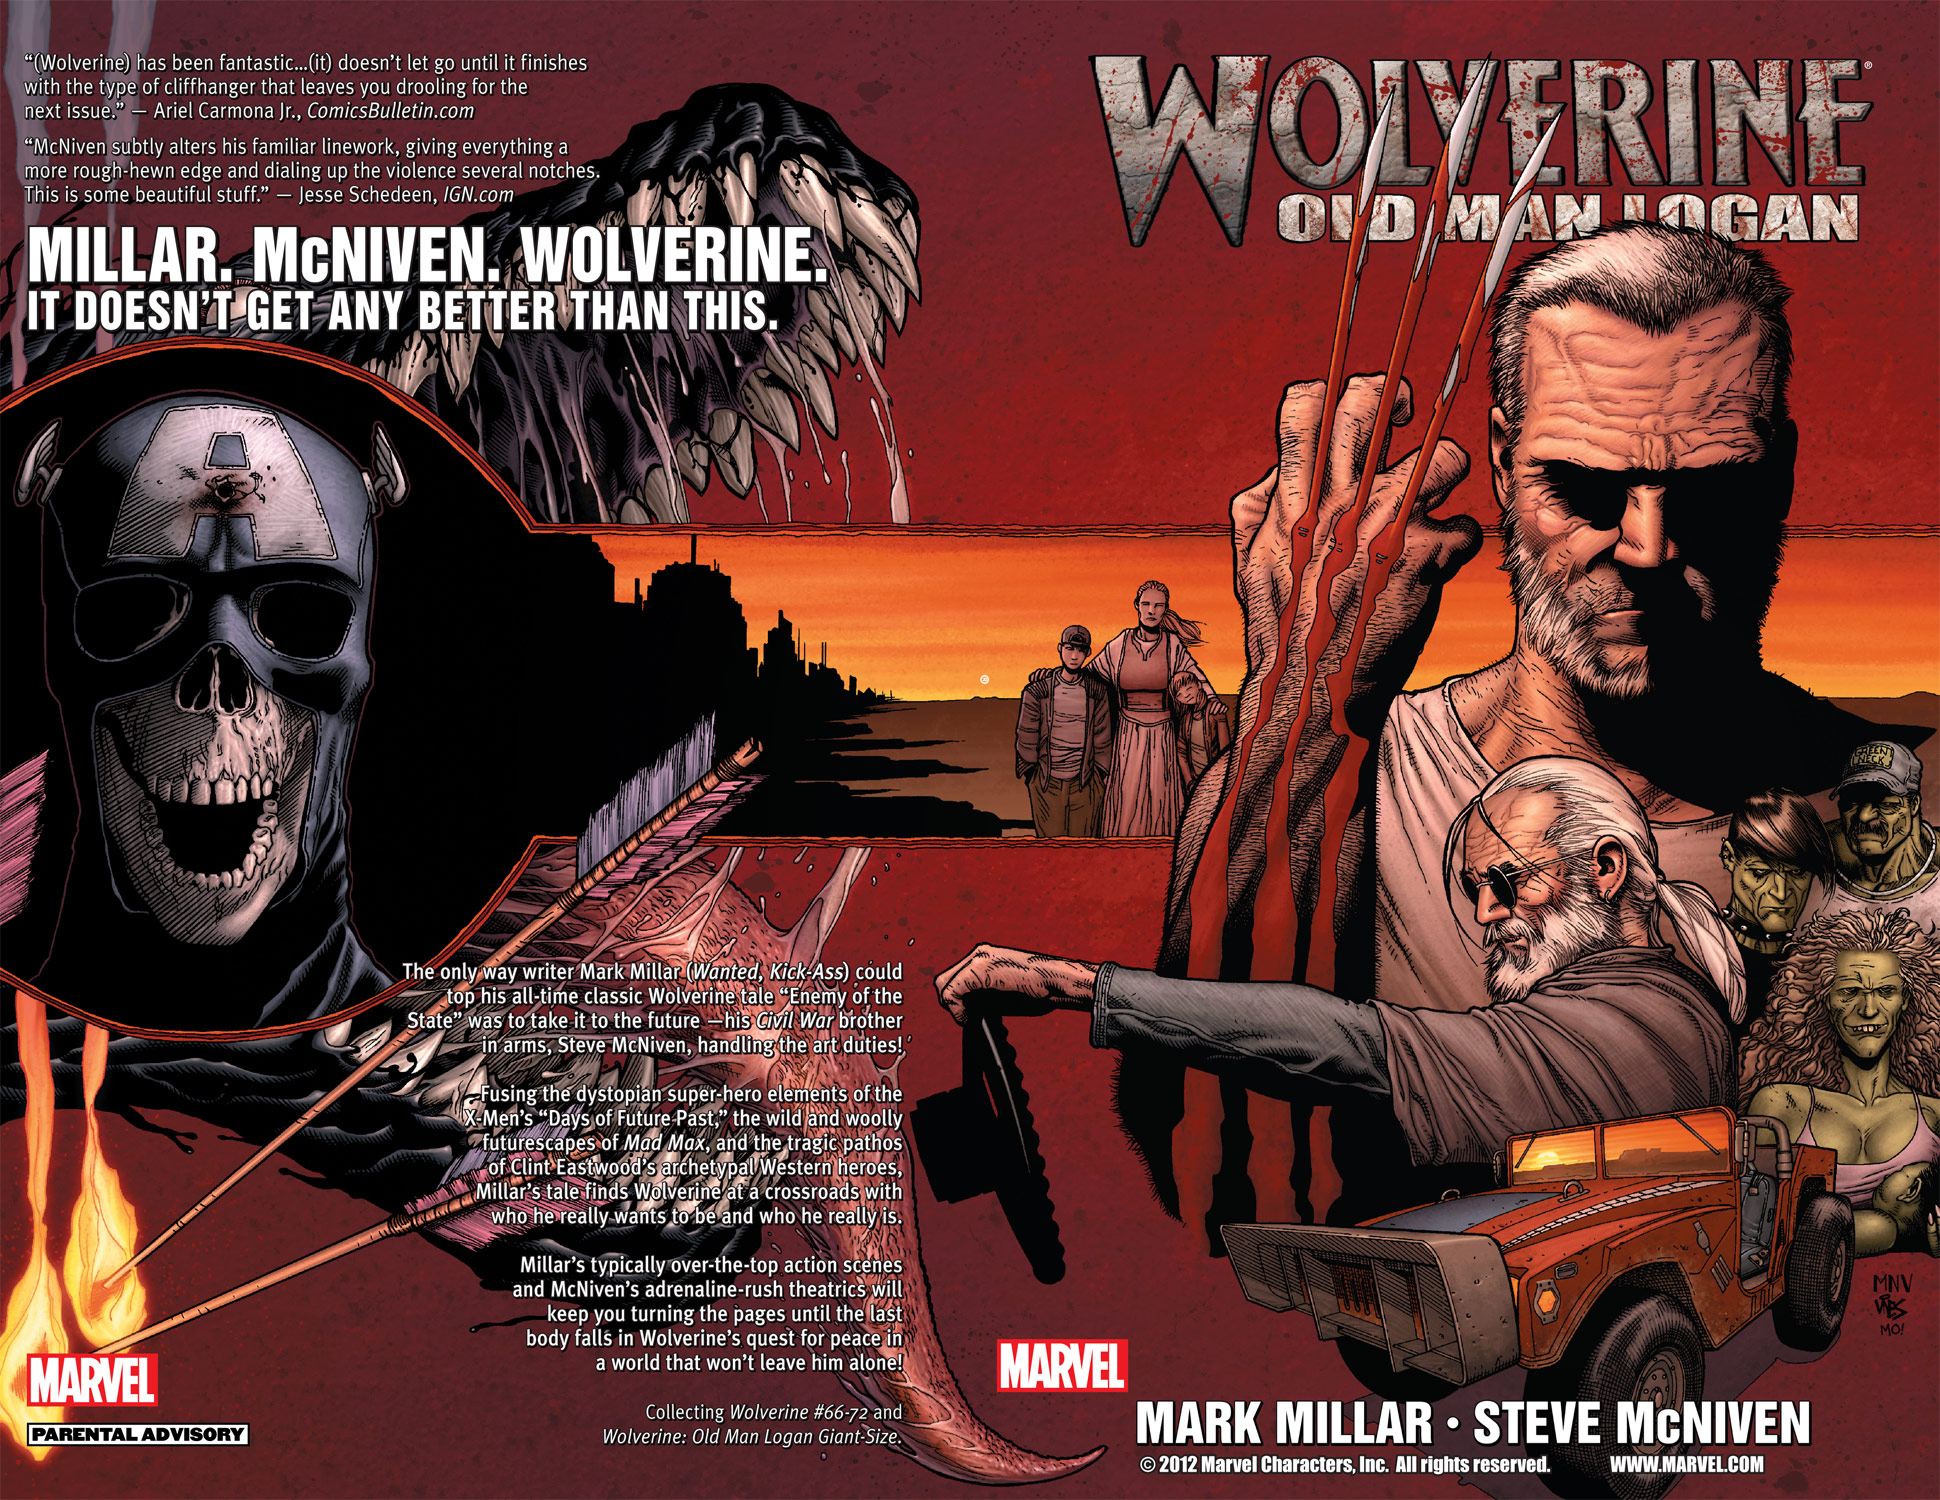 “(Wolverine) has been fantastic...(it) doesn’t let go until it finishes
with the type of cliffhanger that leaves you drooling for the
next issue.” — Ariel Carmona Jr., ComicsBulletin.com
“McNiven subtly alters his familiar linework, giving everything a
more rough-hewn edge and dialing up the violence several notches.
This is some beautiful stuff.” — Jesse Schedeen, IGN.com
MILLAR. McNIVEN. WOLVERINE.
IT DOESN’T GET ANY BETTER THAN THIS.
A
The only way writer Mark Millar (Wanted, Kick-Ass) could
top his all-time classic Wolverine tale “Enemy of the
State” was to take it to the future —his Civil War brother
in arms, Steve McNiven, handling the art duties!
Fusing the dystopian super-hero elements of the
X-Men’s “Days of Future Past,” the wild and woolly
futurescapes of Mad Max, and the tragic pathos
of Clint Eastwood’s archetypal Western heroes,
Millar’s tale finds Wolverine at a crossroads with
who he really wants to be and who he really is.
Millar’s typically over-the-top action scenes
and McNiven’s adrenaline-rush theatrics will
keep you turning the pages until the last
body falls in Wolverine’s quest for peace in
a world that won’t leave him alone!
Collecting Wolverine #66-72 and
Wolverine: Old Man Logan Giant-Size.
MARVEL
PARENTAL ADVISORY
WOLVERINE®
OLD MAN LOGAN
GREEN
NECK
MNV
VINES
MO!
MARVEL
MARK MILLAR • STEVE McNIVEN
© 2012 Marvel Characters, Inc. All rights reserved. WWW.MARVEL.COM